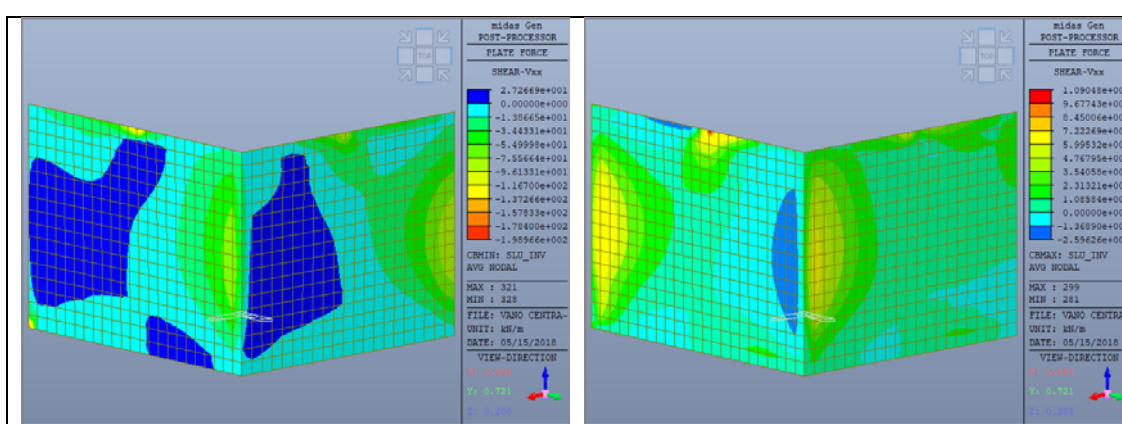 midas Gen
POST-PROCESSOR
PLATE FORCE
SHEAR-Vxx
2.72669e+001
0.00000e+000
-1.38665e+001
-3.44331e+001
-5.49998e+001
-7.55664e+001
-9.61331e+001
-1.16700e+002
-1.37266e+002
-1.57833e+002
-1.78400e+002
-1.98966e+002
CBMIN: SLU_INV
AVG NODAL
MAX : 321
MIN : 328
FILE: VANO CENTRA~
UNIT: kN/m
DATE: 05/15/2018
VIEW-DIRECTION
Y: 0.721
TOP
midas Gen
POST-PROCESSOR
PLATE FORCE
SHEAR-Vxx
1.09048e+00
9.67743e+00
8.45006e+00
7.22269e+00
5.99532e+00
4.76795e+00
3.54058e+00
2.31321e+00
1.08584e+00
0.00000e+00
-1.36890e+00
-2.59626e+00
CBMAX: SLU_INV
AVG NODAL
MAX : 299
MIN : 281
FILE: VANO CENTRA
UNIT: kN/m
DATE: 05/15/2018
VIEW-DIRECTION
Y: 0.721
TOP